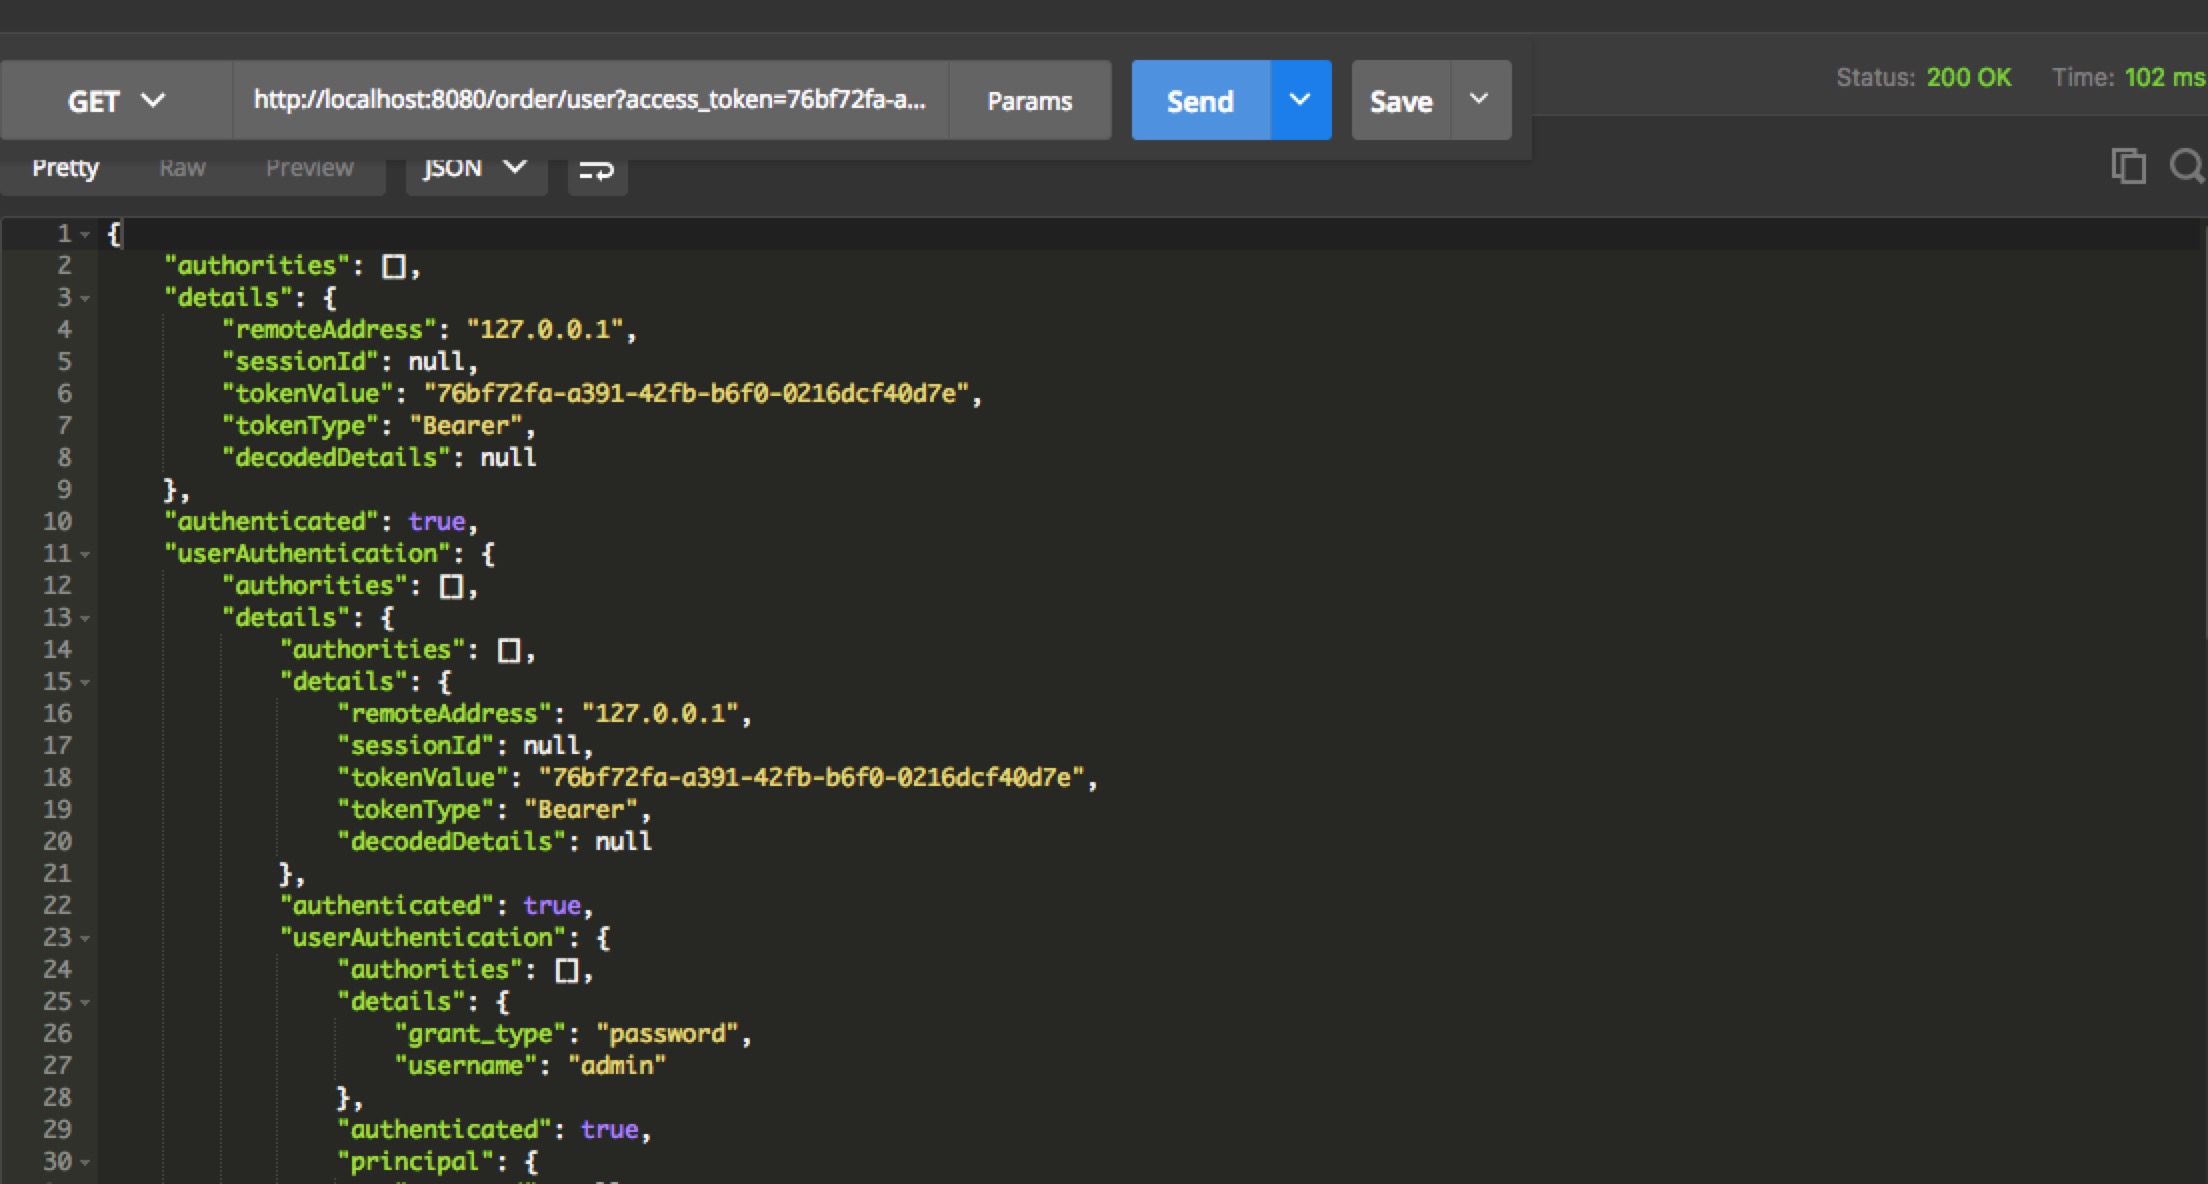 Status: 200 OK Time: 102 ms
GET http://localhost:8080/order/user?access_token=76bf72fa-a... Params Send Save
Pretty Raw Preview JSON
1 {
2 "authorities": [],
3 "details": {
4 "remoteAddress": "127.0.0.1",
5 "sessionId": null,
6 "tokenValue": "76bf72fa-a391-42fb-b6f0-0216dcf40d7e",
7 "tokenType": "Bearer",
8 "decodedDetails": null
9 },
10 "authenticated": true,
11 "userAuthentication": {
12 "authorities": [],
13 "details": {
14 "authorities": [],
15 "details": {
16 "remoteAddress": "127.0.0.1",
17 "sessionId": null,
18 "tokenValue": "76bf72fa-a391-42fb-b6f0-0216dcf40d7e",
19 "tokenType": "Bearer",
20 "decodedDetails": null
21 },
22 "authenticated": true,
23 "userAuthentication": {
24 "authorities": [],
25 "details": {
26 "grant_type": "password",
27 "username": "admin"
28 },
29 "authenticated": true,
30 "principal": {